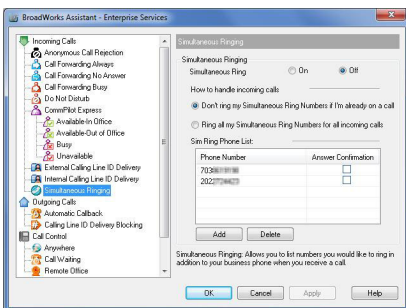 BroadWorks Assistant - Enterprise Services
Incoming Calls
Anonymous Call Rejection
Call Forwarding Always
Call Forwarding No Answer
Call Forwarding Busy
Do Not Disturb
CommPilot Express
Available-In Office
Available-Out of Office
Busy
Unavailable
External Calling Line ID Delivery
Internal Calling Line ID Delivery
Simultaneous Ringing
Outgoing Calls
Automatic Callback
Calling Line ID Delivery Blocking
Call Control
Anywhere
Call Waiting
Remote Office
Simultaneous Ringing
Simultaneous Ringing
Simultaneous Ring On Off
How to handle incoming calls
Don't ring my Simultaneous Ring Numbers if I'm already on a call
Ring all my Simultaneous Ring Numbers for all incoming calls
Sim Ring Phone List:
Phone Number Answer Confirmation
703
202
Add Delete
Simultaneous Ringing: Allows you to list numbers you would like to ring in
addition to your business phone when you receive a call.
OK Cancel Apply Help